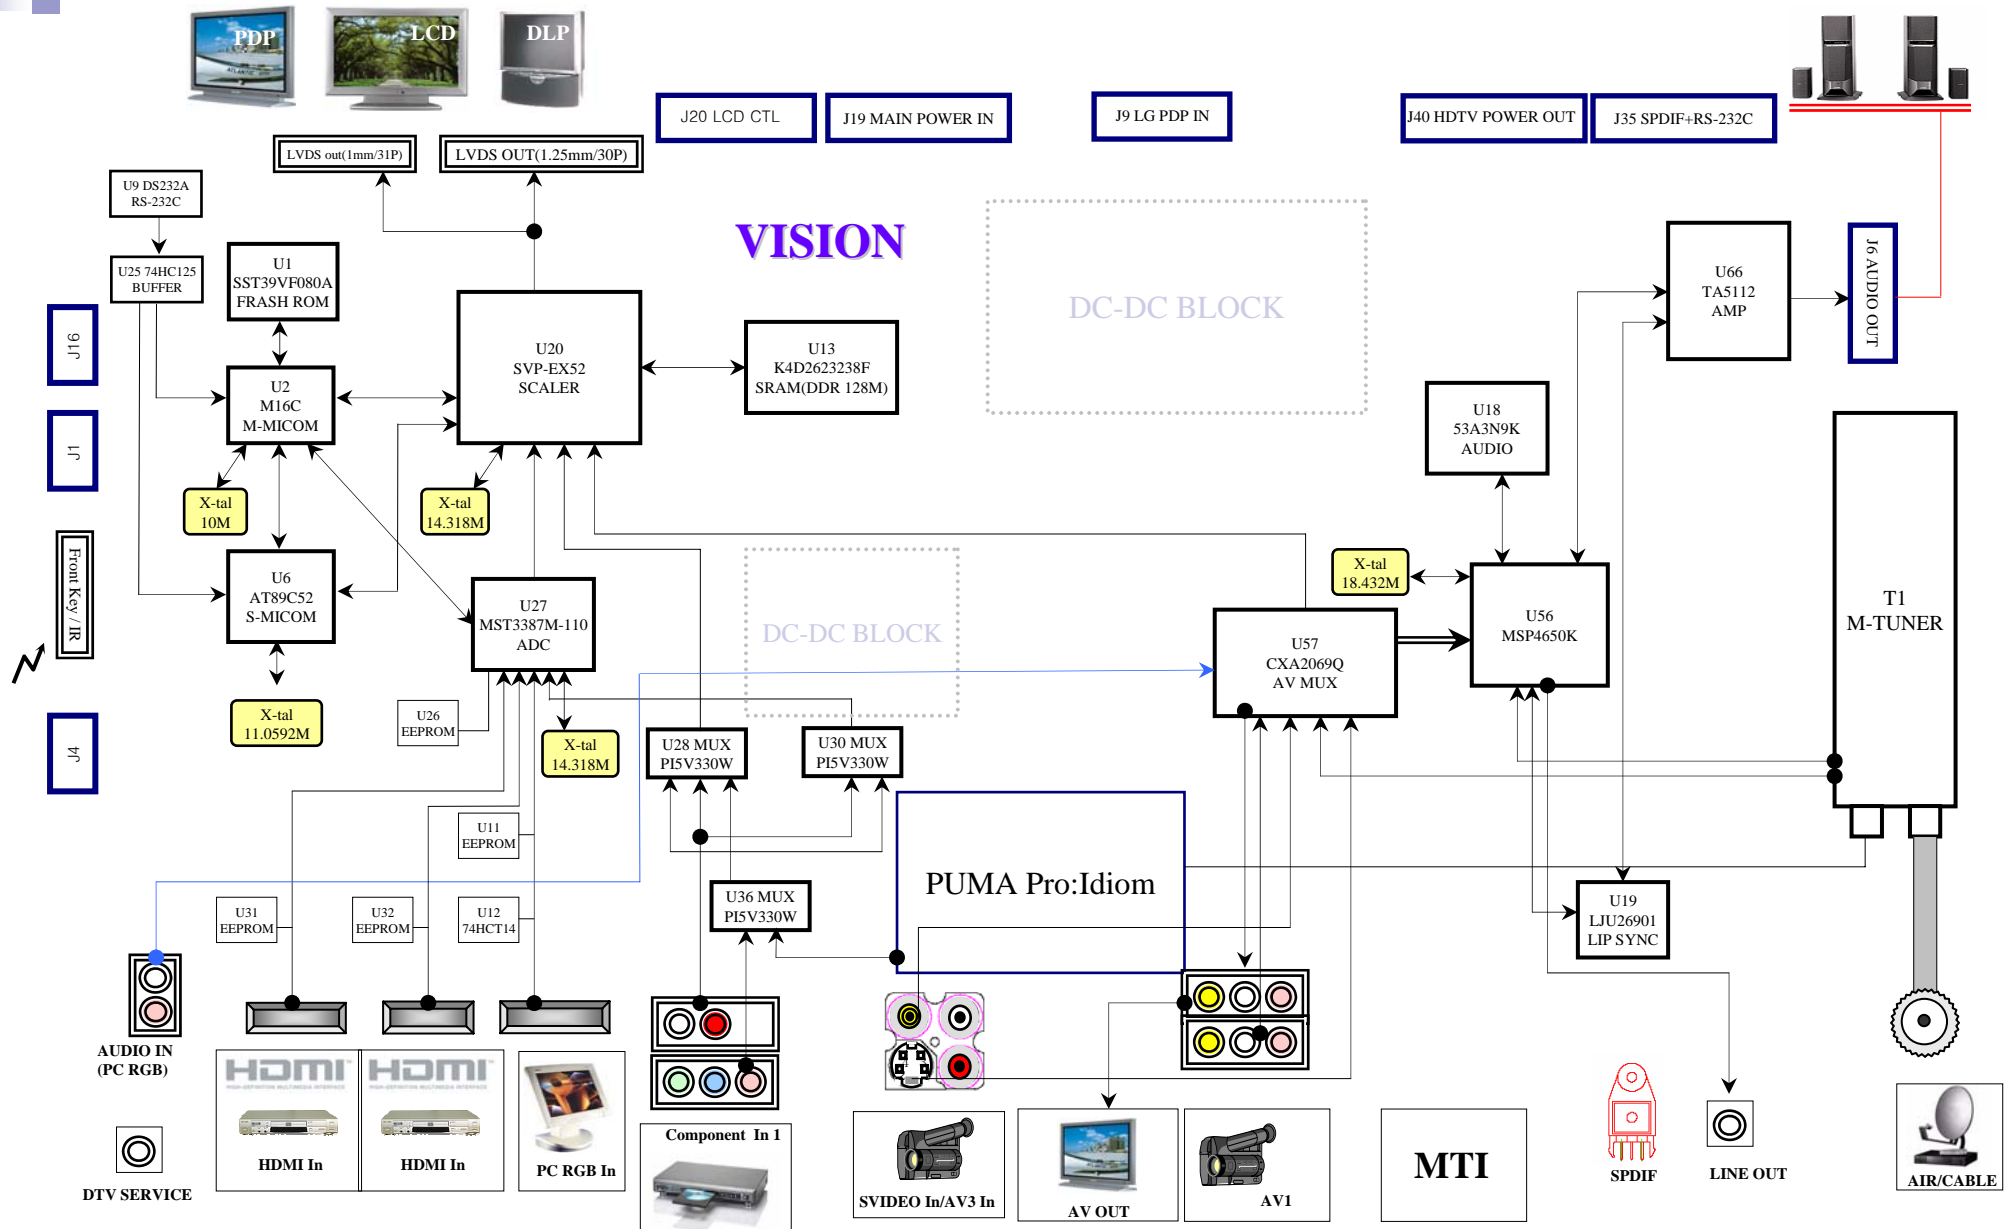 PDP
LCD
DLP
J20 LCD CTL
J19 MAIN POWER IN
J9 LG PDP IN
J40 HDTV POWER OUT
J35 SPDIF+RS-232C
LVDS out(1mm/31P)
LVDS OUT(1.25mm/30P)
U9 DS232A
RS-232C
VISION
U25 74HC125
BUFFER
U1
SST39VF080A
FRASH ROM
DC-DC BLOCK
U66
TA5112
AMP
J6 AUDIO OUT
J16
U20
SVP-EX52
SCALER
U13
K4D2623238F
SRAM(DDR 128M)
U2
M16C
M-MICOM
J1
U18
53A3N9K
AUDIO
X-tal
10M
X-tal
14.318M
Front Key / IR
U6
AT89C52
S-MICOM
U27
MST3387M-110
ADC
DC-DC BLOCK
X-tal
18.432M
U56
MSP4650K
T1
M-TUNER
U57
CXA2069Q
AV MUX
X-tal
11.0592M
U26
EEPROM
X-tal
14.318M
U28 MUX
PI5V330W
U30 MUX
PI5V330W
J4
U11
EEPROM
PUMA Pro:Idiom
U36 MUX
PI5V330W
U31
EEPROM
U32
EEPROM
U12
74HCT14
U19
LJU26901
LIP SYNC
AUDIO IN
(PC RGB)
HDMI
HIGH-DEFINITION MULTIMEDIA INTERFACE
HDMI In
HDMI
HIGH-DEFINITION MULTIMEDIA INTERFACE
HDMI In
PC RGB In
Component In 1
SVIDEO In/AV3 In
AV OUT
AV1
MTI
SPDIF
LINE OUT
AIR/CABLE
DTV SERVICE